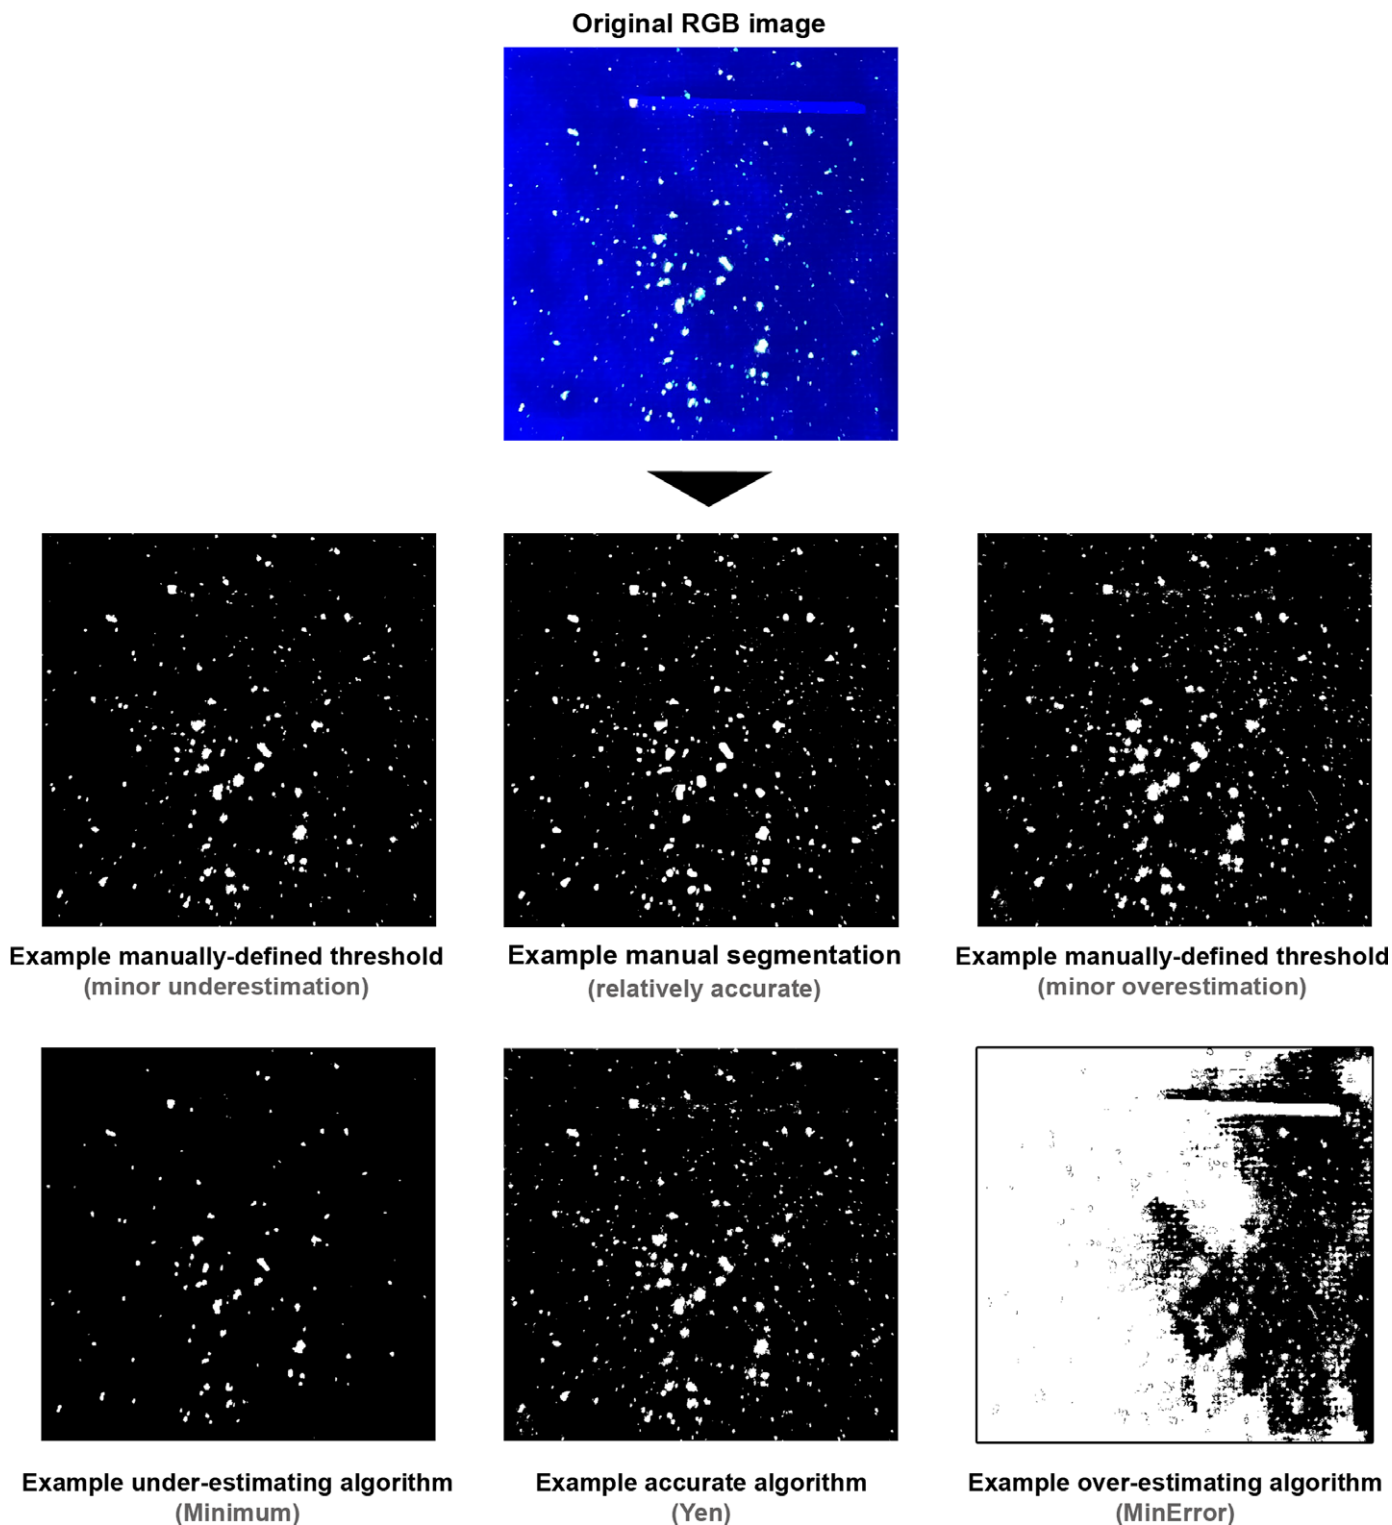 Original RGB image
Example manually-defined threshold
(minor underestimation)
Example manual segmentation
(relatively accurate)
Example manually-defined threshold
(minor overestimation)
Example under-estimating algorithm
(Minimum)
Example accurate algorithm
(Yen)
Example over-estimating algorithm
(MinError)